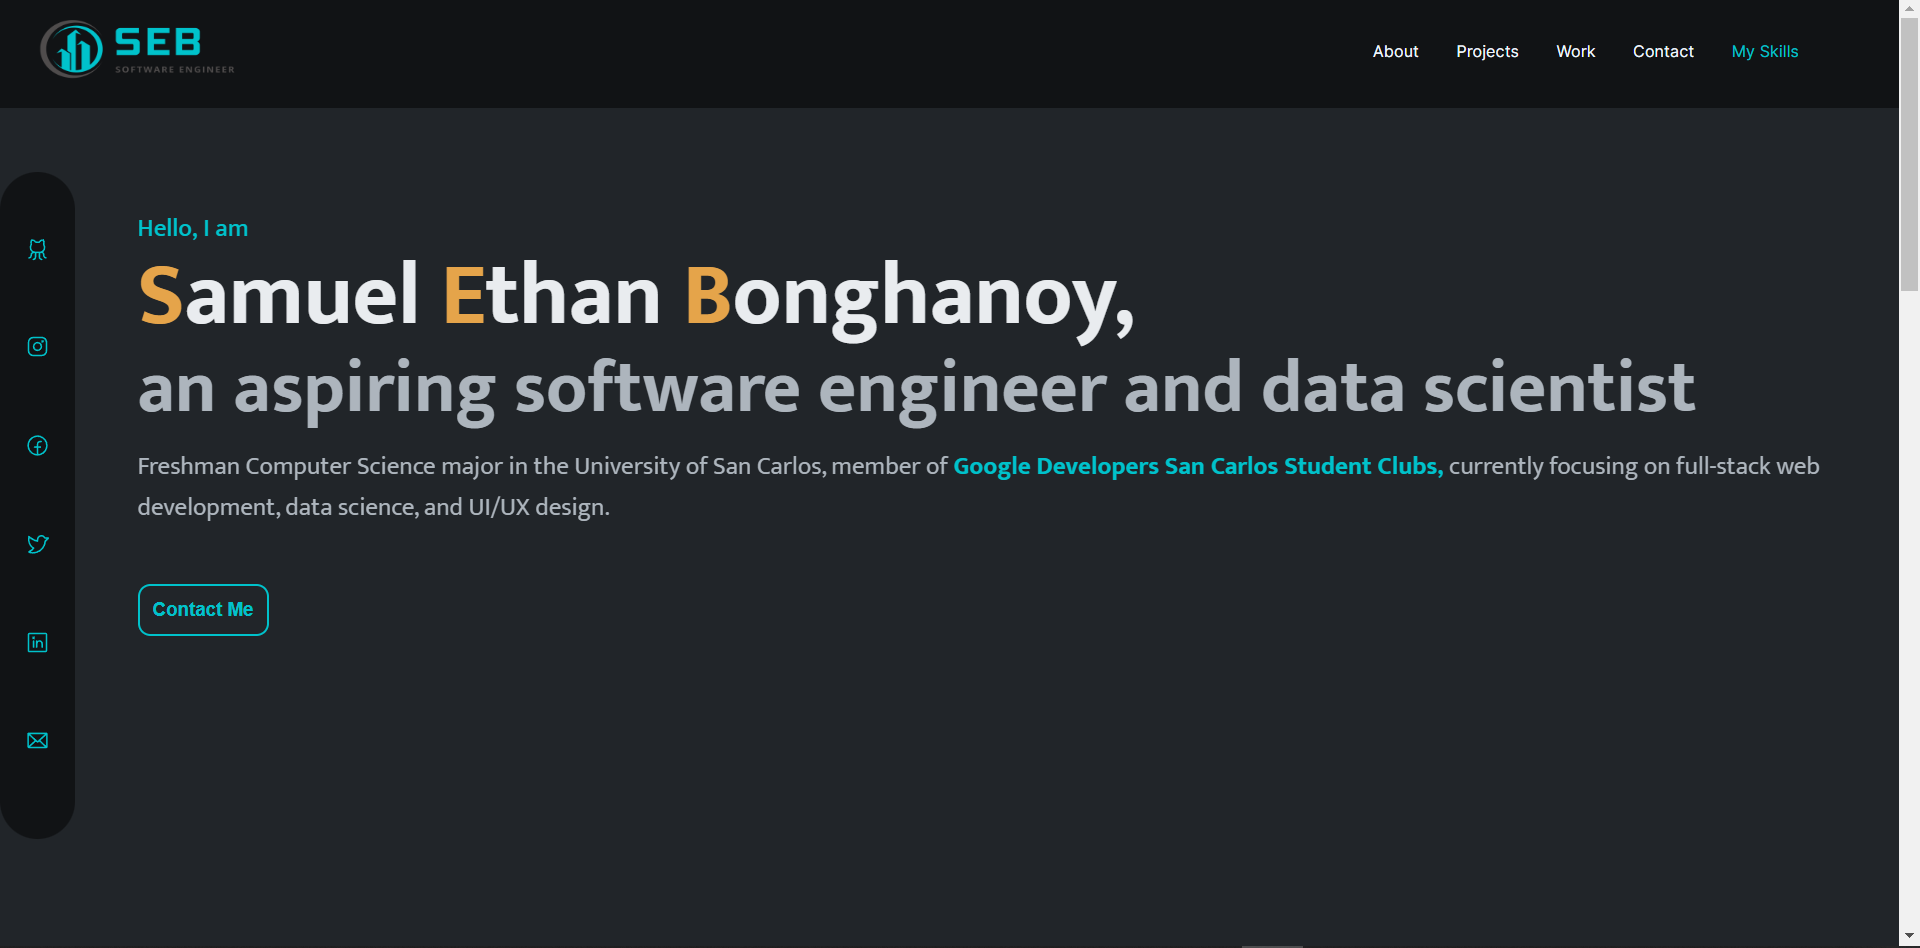 SEB
SOFTWARE ENGINEER
About Projects Work Contact My Skills
Hello, I am
Samuel Ethan Bonghanoy,
an aspiring software engineer and data scientist
Freshman Computer Science major in the University of San Carlos, member of Google Developers San Carlos Student Clubs, currently focusing on full-stack web
development, data science, and UI/UX design.
Contact Me